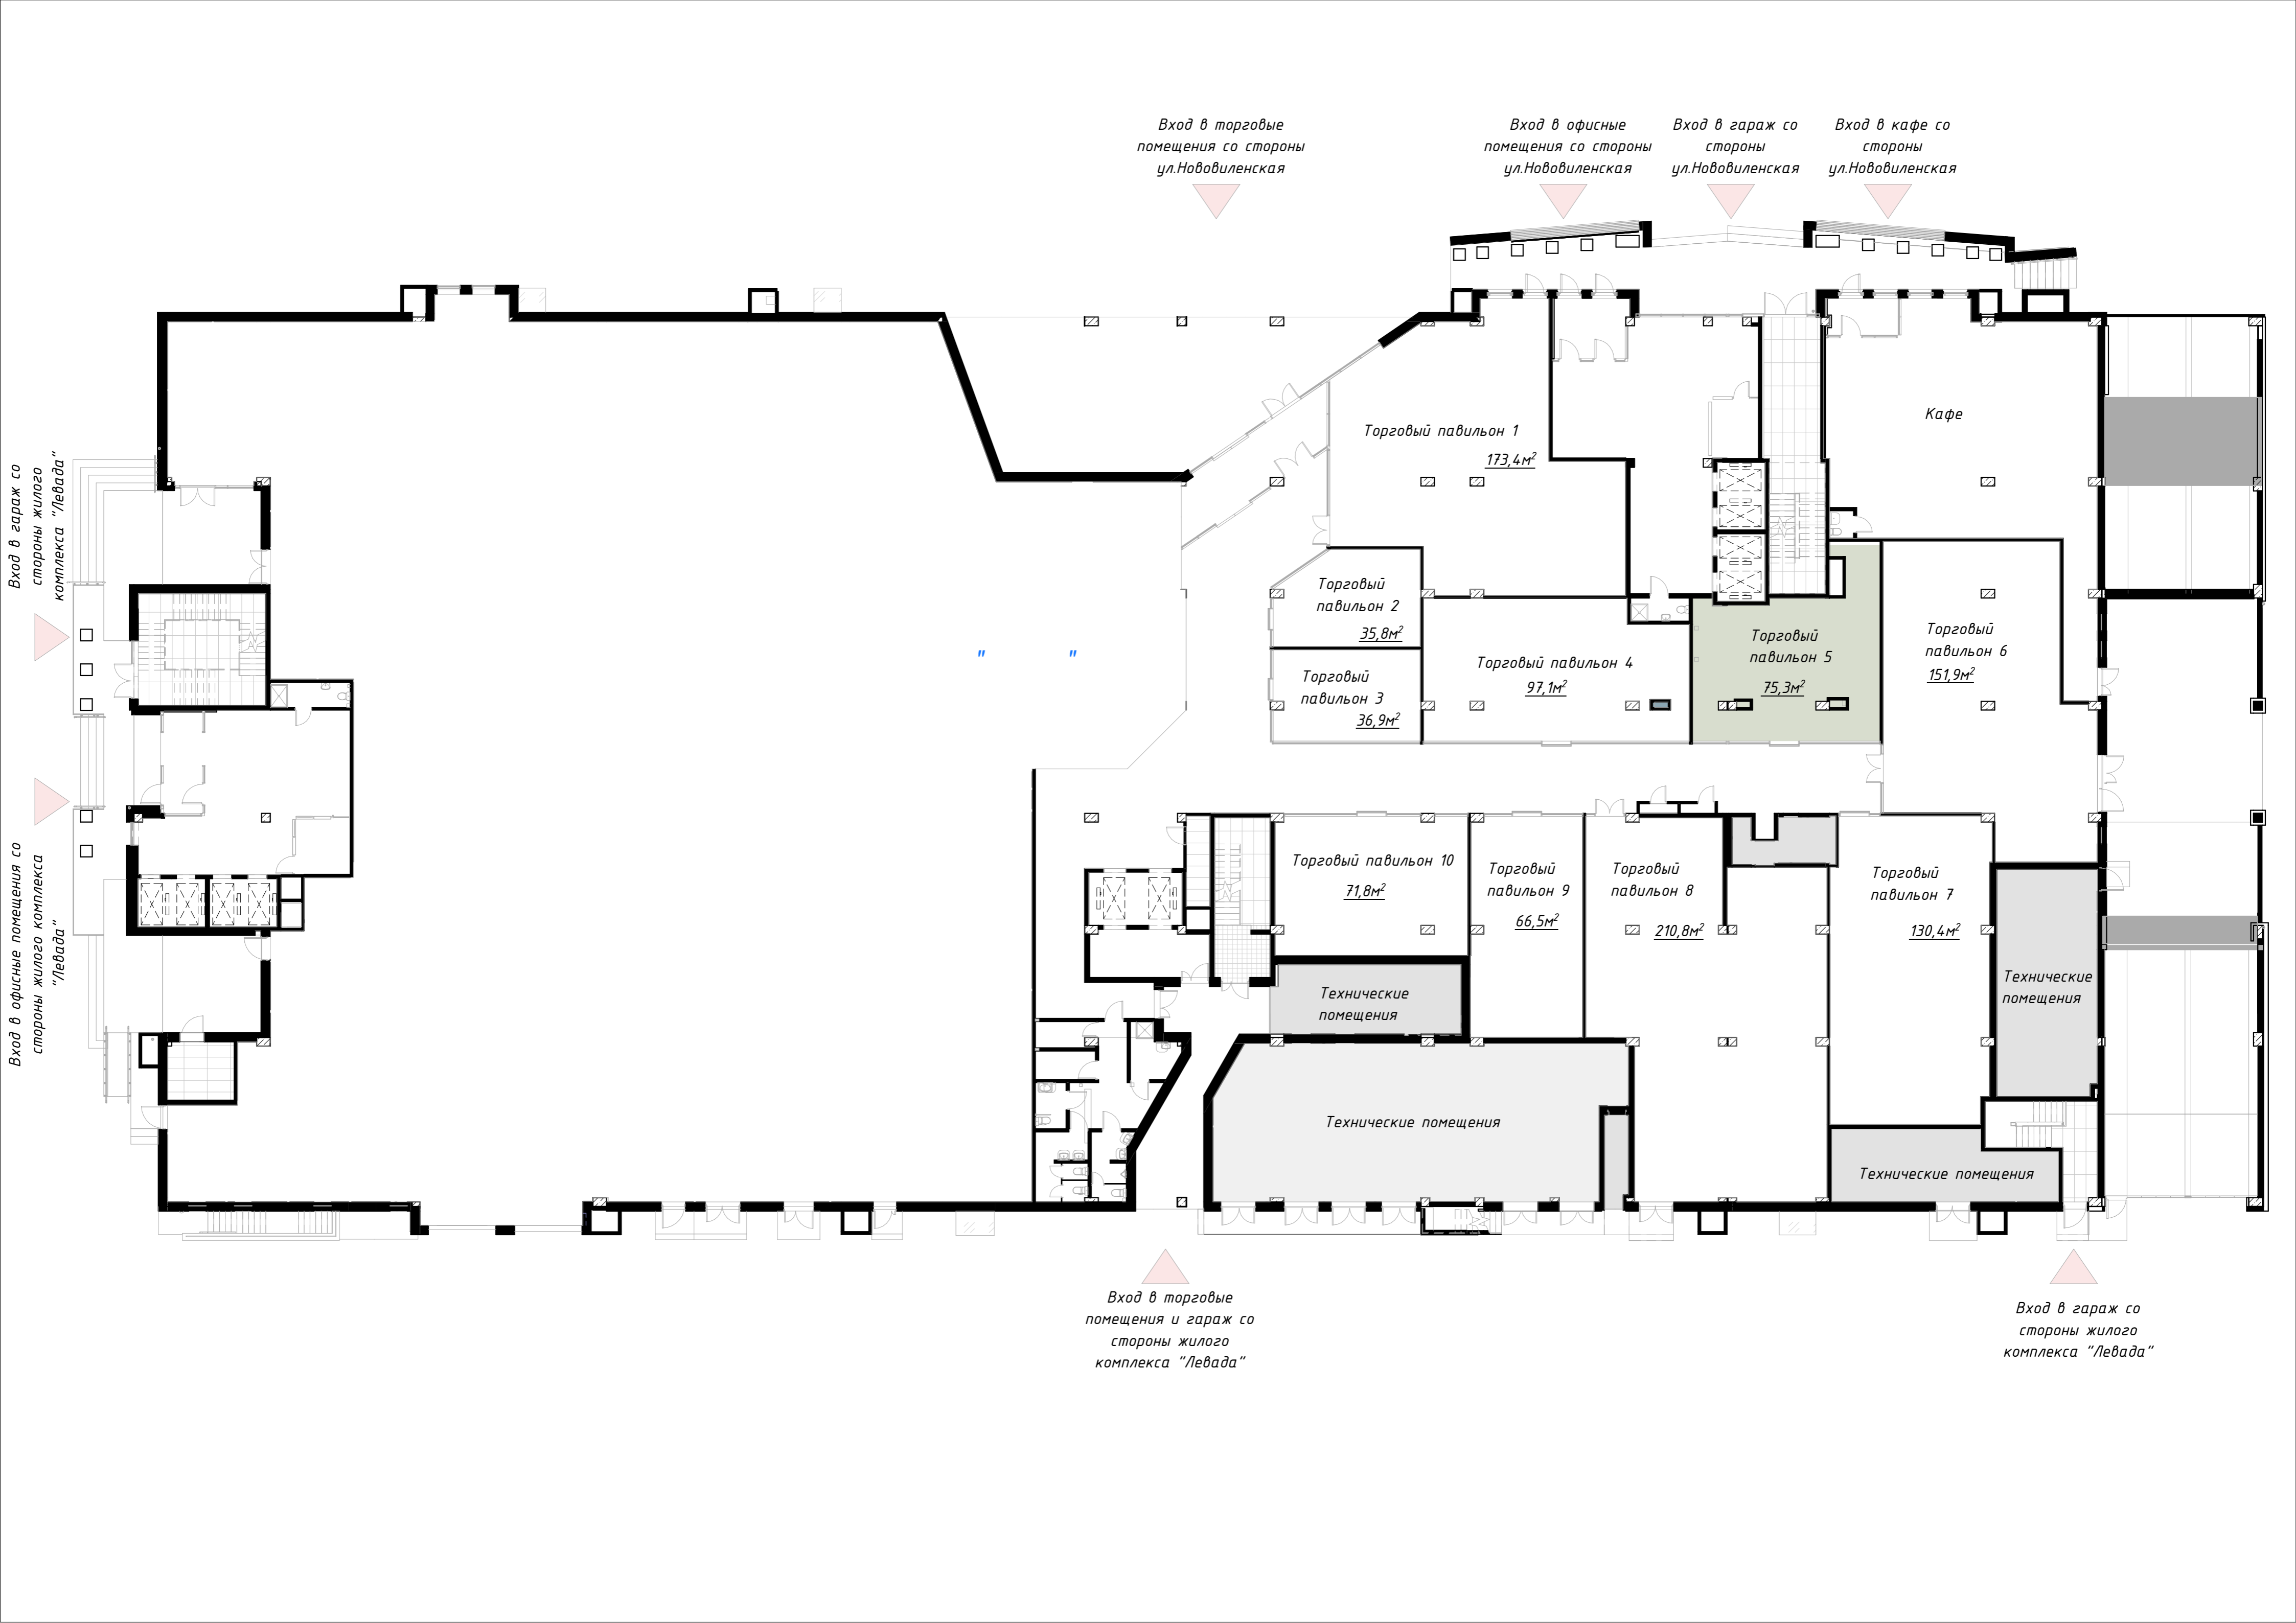 Вход в торговые
помещения со стороны
ул.Нововиленская
Вход в офисные
помещения со стороны
ул.Нововиленская
Вход в гараж со
стороны
ул.Нововиленская
Вход в кафе со
стороны
ул.Нововиленская
Вход в гараж со
стороны жилого
комплекса "Левада"
Вход в офисные помещения со
стороны жилого комплекса
"Левада"
" "
Торговый павильон 1
173,4м²
Кафе
Торговый
павильон 2
35,8м²
Торговый
павильон 3
36,9м²
Торговый павильон 4
97,1м²
Торговый
павильон 5
75,3м²
Торговый
павильон 6
151,9м²
Торговый павильон 10
71,8м²
Торговый
павильон 9
66,5м²
Торговый
павильон 8
210,8м²
Торговый
павильон 7
130,4м²
Технические
помещения
Технические
помещения
Технические помещения
Технические помещения
Вход в торговые
помещения и гараж со
стороны жилого
комплекса "Левада"
Вход в гараж со
стороны жилого
комплекса "Левада"